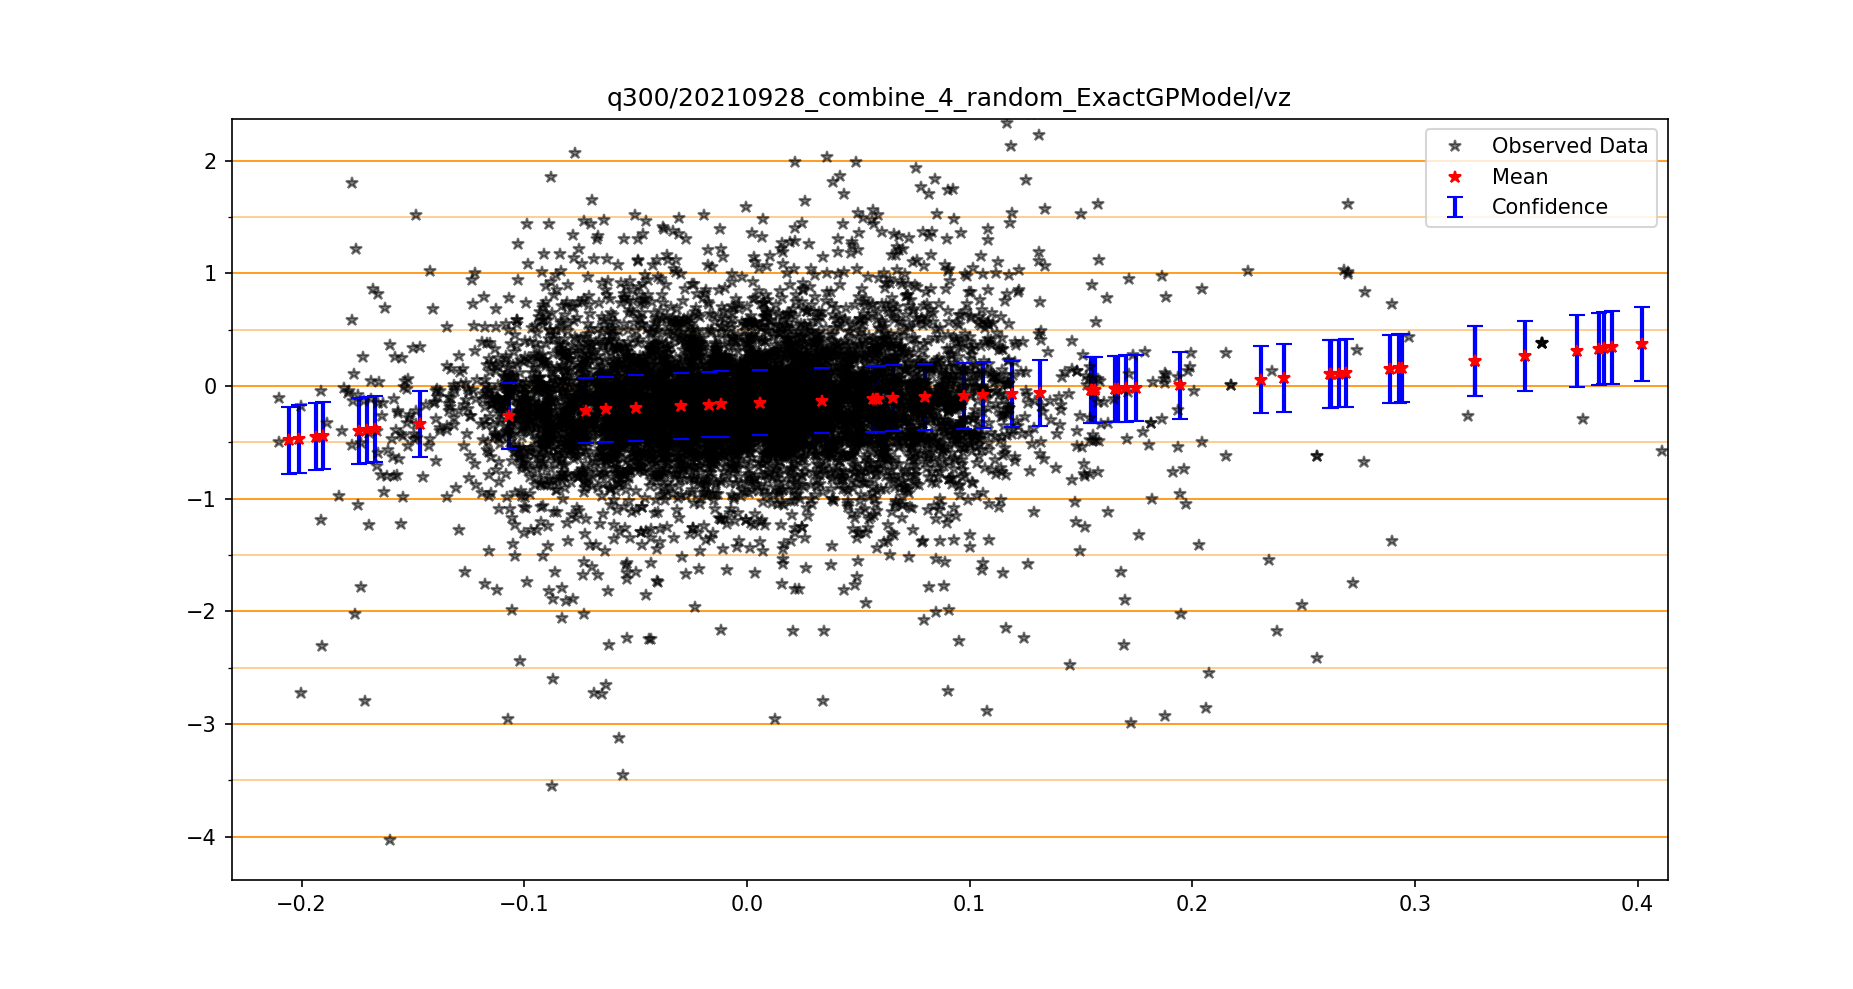 q300/20210928_combine_4_random_ExactGPModel/vz
Observed Data
Mean
Confidence
2
1
0
−1
−2
−3
−4
−0.2 −0.1 0.0 0.1 0.2 0.3 0.4